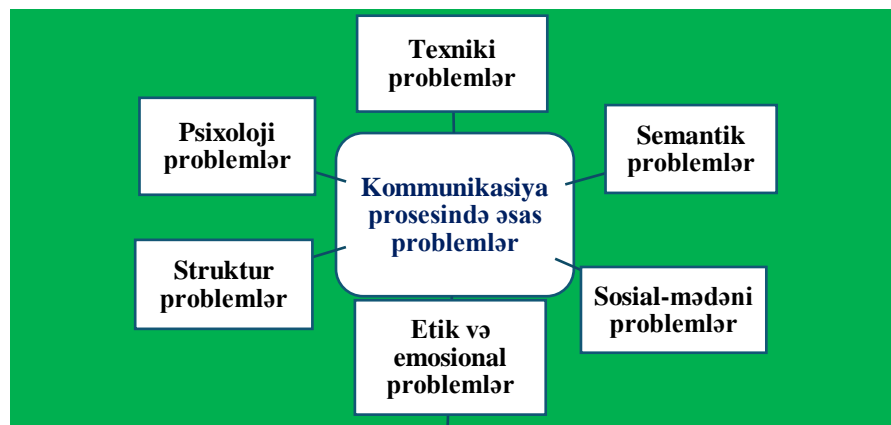 Texniki
problemlər
Psixoloji
problemlər
Semantik
problemlər
Kommunikasiya
prosesində əsas
problemlər
Struktur
problemlər
Sosial-mədəni
problemlər
Etik və
emosional
problemlər